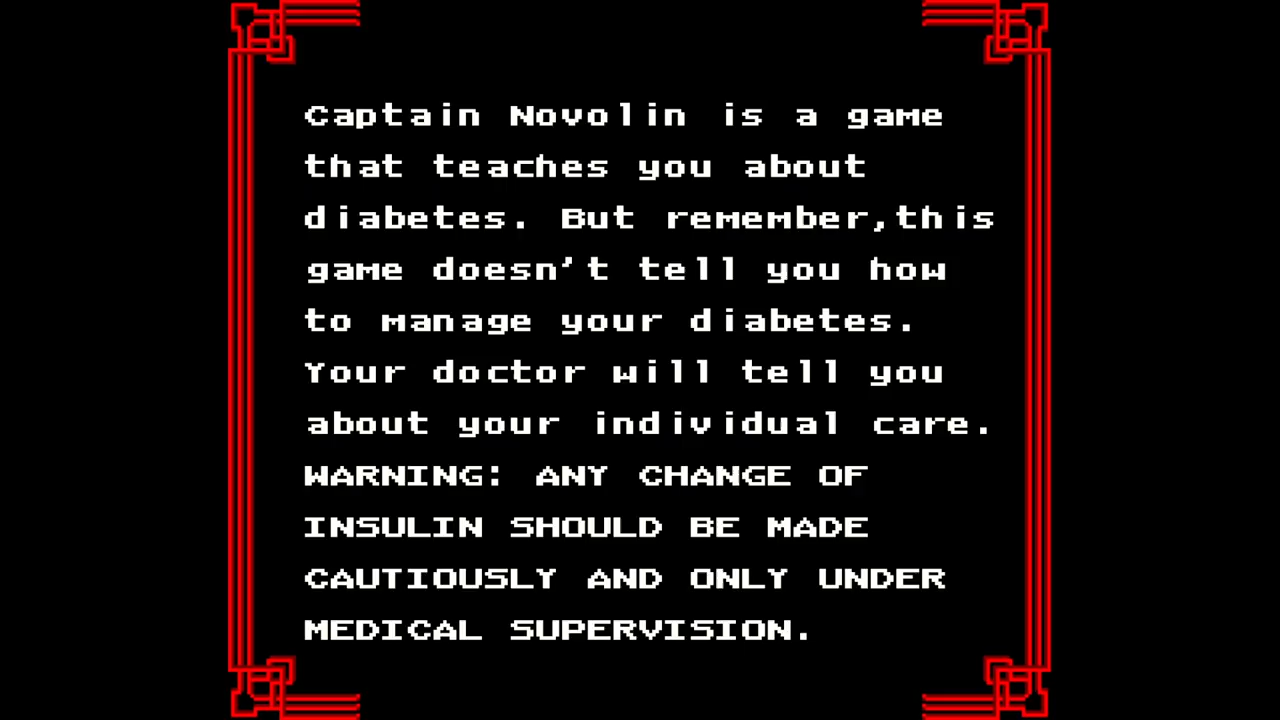 Captain Novolin is a game
that teaches you about
diabetes. But remember,this
game doesn't tell you how
to manage your diabetes.
Your doctor will tell you
about your individual care.
WARNING: ANY CHANGE OF
INSULIN SHOULD BE MADE
CAUTIOUSLY AND ONLY UNDER
MEDICAL SUPERVISION.